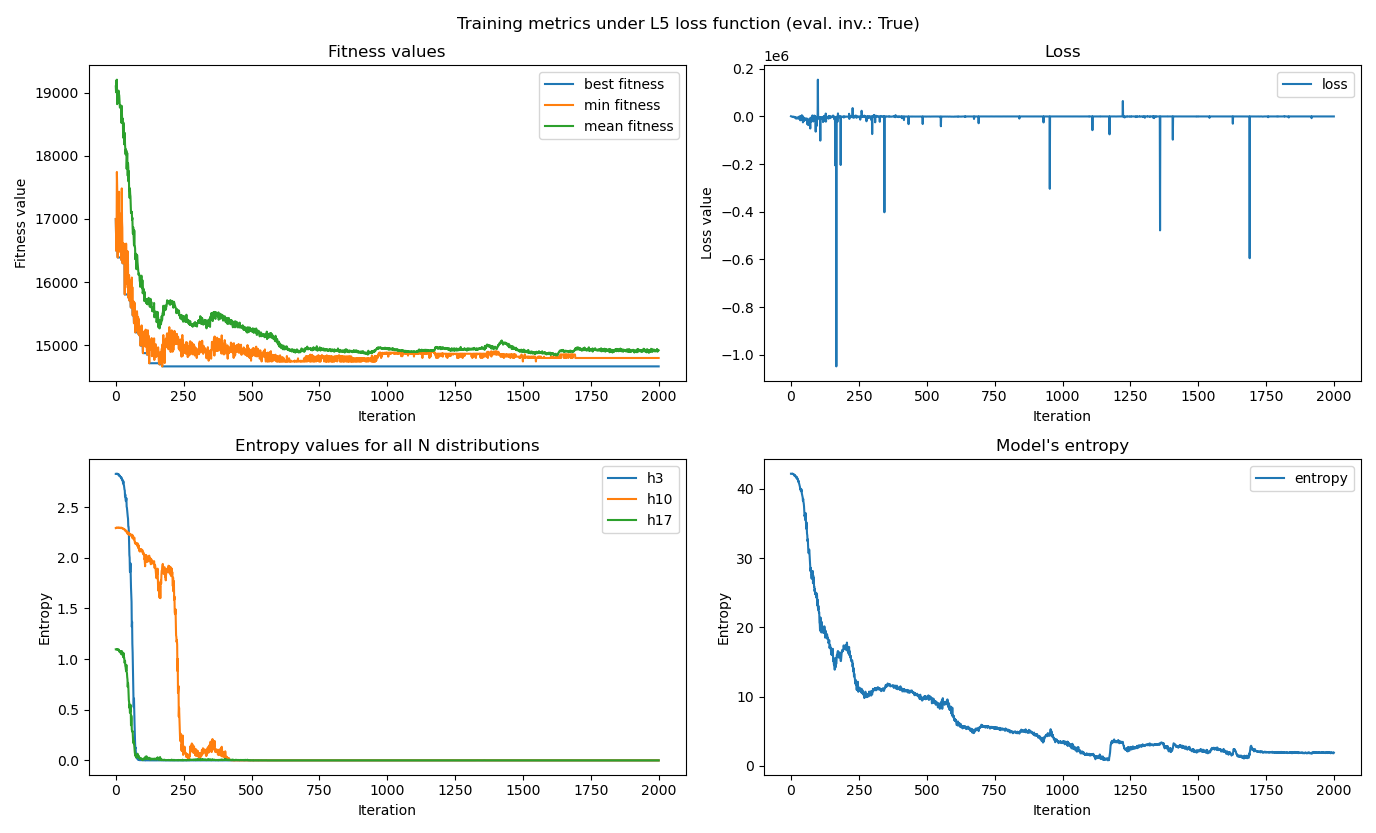 Training metrics under L5 loss function (eval. inv.: True)
Fitness values
best fitness
min fitness
mean fitness
Fitness value
19000
18000
17000
16000
15000
0 250 500 750 1000 1250 1500 1750 2000
Iteration
Loss
1e6
loss
Loss value
0.2
0.0
−0.2
−0.4
−0.6
−0.8
−1.0
0 250 500 750 1000 1250 1500 1750 2000
Iteration
Entropy values for all N distributions
h3
h10
h17
Entropy
2.5
2.0
1.5
1.0
0.5
0.0
0 250 500 750 1000 1250 1500 1750 2000
Iteration
Model's entropy
entropy
Entropy
40
30
20
10
0
0 250 500 750 1000 1250 1500 1750 2000
Iteration